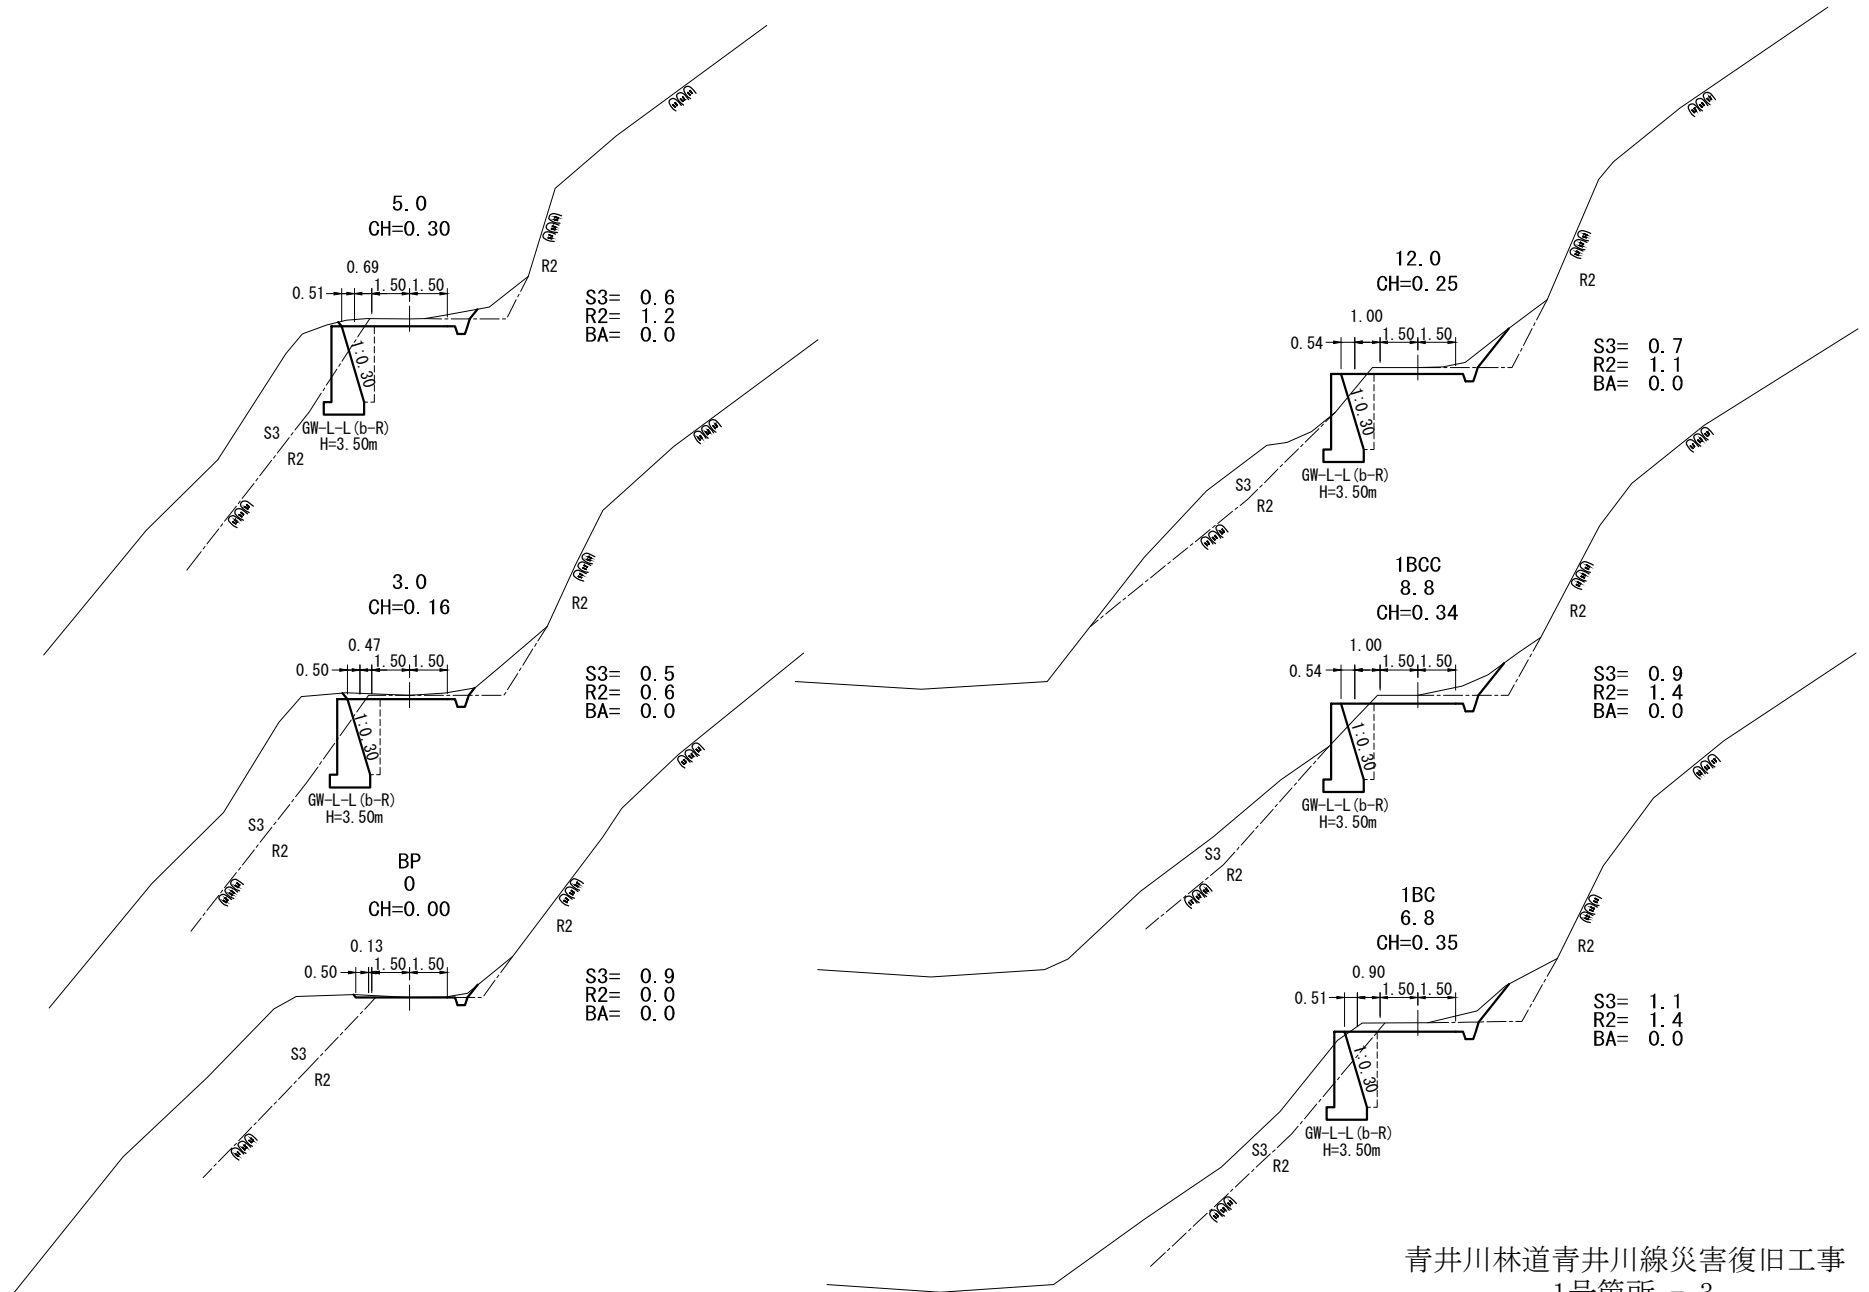 5.0
CH=0.30
0.69
0.51
1.50
1.50
R2
S3= 0.6
R2= 1.2
BA= 0.0
1:0.30
S3
R2
GW-L-L(b-R)
H=3.50m
3.0
CH=0.16
0.47
0.50
1.50
1.50
R2
S3= 0.5
R2= 0.6
BA= 0.0
1:0.30
S3
R2
GW-L-L(b-R)
H=3.50m
BP
0
CH=0.00
0.13
0.50
1.50
1.50
R2
S3= 0.9
R2= 0.0
BA= 0.0
S3
R2
12.0
CH=0.25
1.00
0.54
1.50
1.50
R2
S3= 0.7
R2= 1.1
BA= 0.0
1:0.30
S3
R2
GW-L-L(b-R)
H=3.50m
1BCC
8.8
CH=0.34
1.00
0.54
1.50
1.50
R2
S3= 0.9
R2= 1.4
BA= 0.0
1:0.30
S3
R2
GW-L-L(b-R)
H=3.50m
1BC
6.8
CH=0.35
0.90
0.51
1.50
1.50
R2
S3= 1.1
R2= 1.4
BA= 0.0
1:0.30
S3
R2
GW-L-L(b-R)
H=3.50m
青井川林道青井川線災害復旧工事
1号箇所 - 3